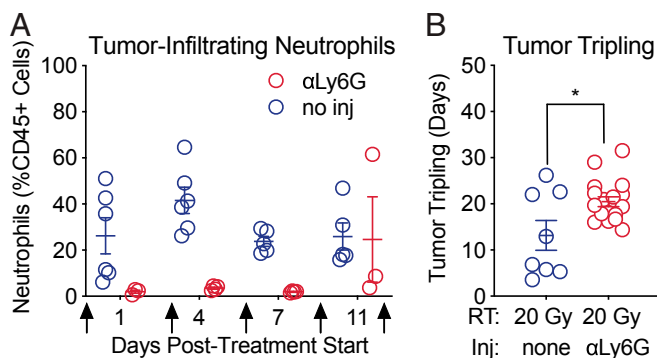 A
Tumor-Infiltrating Neutrophils
Neutrophils (%CD45+ Cells)
100
80
60
40
20
0
αLy6G
no inj
1 4 7 11
Days Post-Treatment Start
B
Tumor Tripling
Tumor Tripling (Days)
50
40
30
20
10
0
*
RT: 20 Gy 20 Gy
Inj: none αLy6G